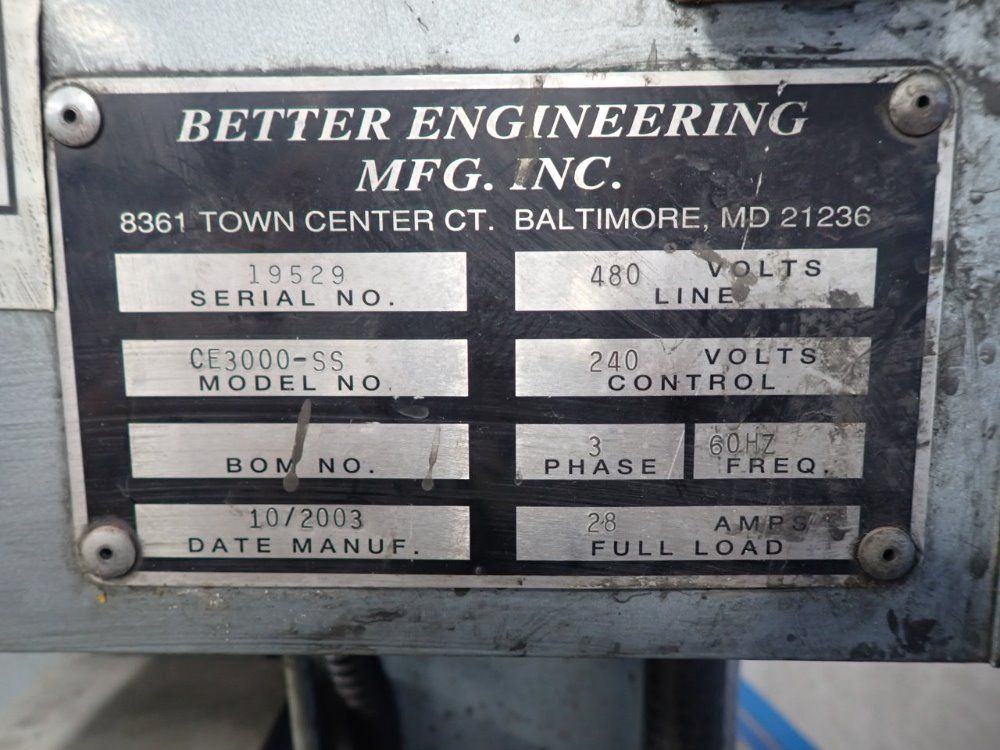 BETTER ENGINEERING
MFG. INC.
8361 TOWN CENTER CT. BALTIMORE, MD 21236
19529
SERIAL NO.
480 VOLTS
LINE
CE3000-SS
MODEL NO.
240 VOLTS
CONTROL
BOM NO.
3
PHASE
60HZ
FREQ.
10/2003
DATE MANUF.
28 AMPS
FULL LOAD